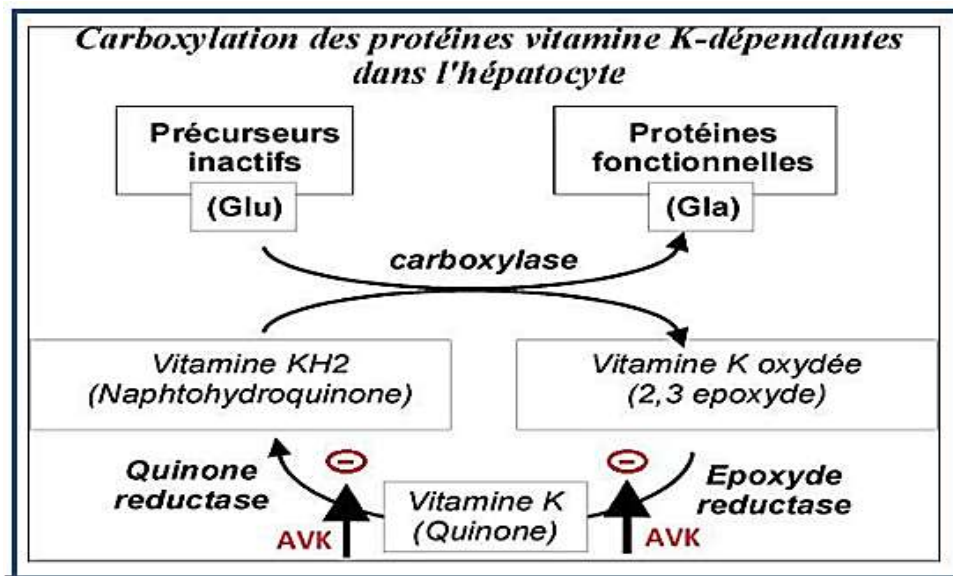 Carboxylation des protéines vitamine K-dépendantes
dans l'hépatocyte
Précurseurs
inactifs
(Glu)
Protéines
fonctionnelles
(Gla)
carboxylase
Vitamine KH2
(Naphtohydroquinone)
Vitamine K oxydée
(2,3 epoxyde)
Quinone
reductase
Vitamine K
(Quinone)
Epoxyde
reductase
AVK
AVK